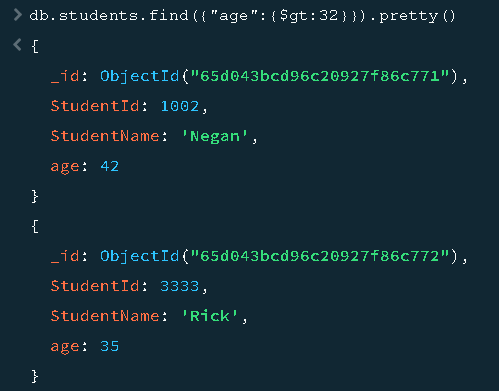 > db.students.find({"age":{$gt:32}}).pretty()
< {
_id: ObjectId("65d043bcd96c20927f86c771"),
StudentId: 1002,
StudentName: 'Negan',
age: 42
}
{
_id: ObjectId("65d043bcd96c20927f86c772"),
StudentId: 3333,
StudentName: 'Rick',
age: 35
}